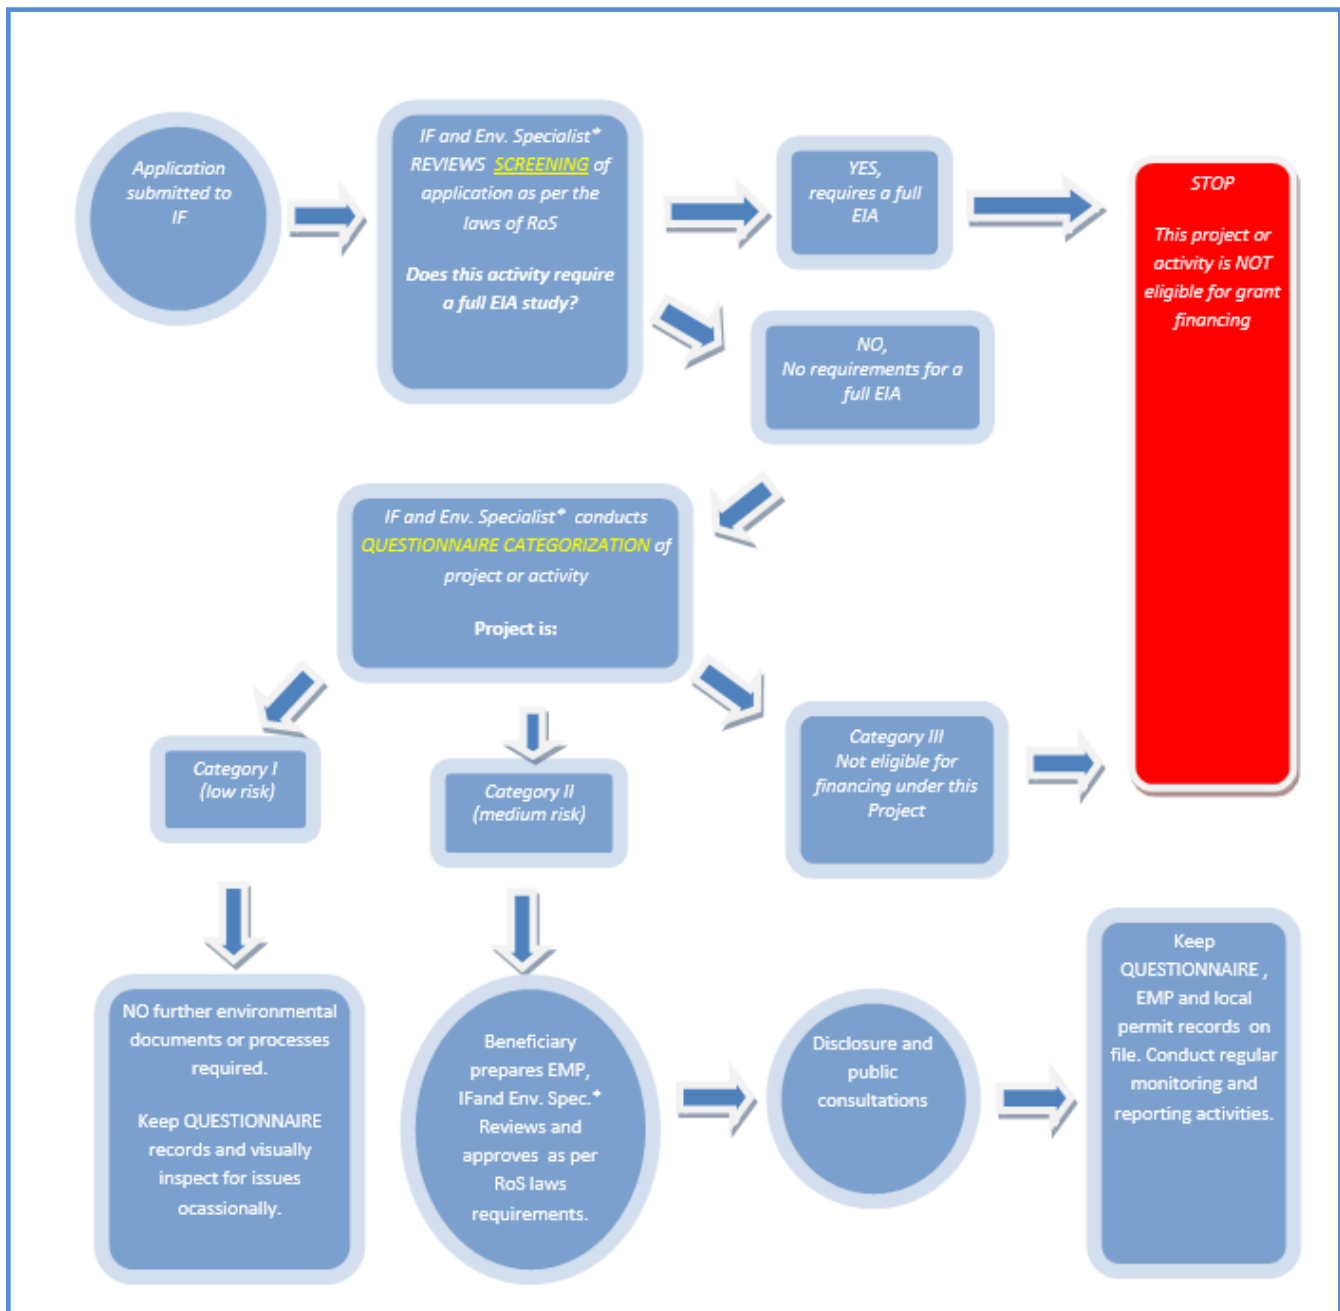 Application
submitted to
IF
IF and Env. Specialist*
REVIEWS SCREENING of
application as per the
laws of RoS
Does this activity require
a full EIA study?
YES,
requires a full
EIA
STOP
This project or
activity is NOT
eligible for grant
financing
NO,
No requirements for a
full EIA
IF and Env. Specialist* conducts
QUESTIONNAIRE CATEGORIZATION of
project or activity
Project is:
Category I
(low risk)
Category II
(medium risk)
Category III
Not eligible for
financing under this
Project
NO further environmental
documents or processes
required.
Keep QUESTIONNAIRE
records and visually
inspect for issues
ocassionally.
Beneficiary
prepares EMP,
IFand Env. Spec.*
Reviews and
approves as per
RoS laws
requirements.
Disclosure and
public
consultations
Keep
QUESTIONNAIRE ,
EMP and local
permit records on
file. Conduct regular
monitoring and
reporting activities.